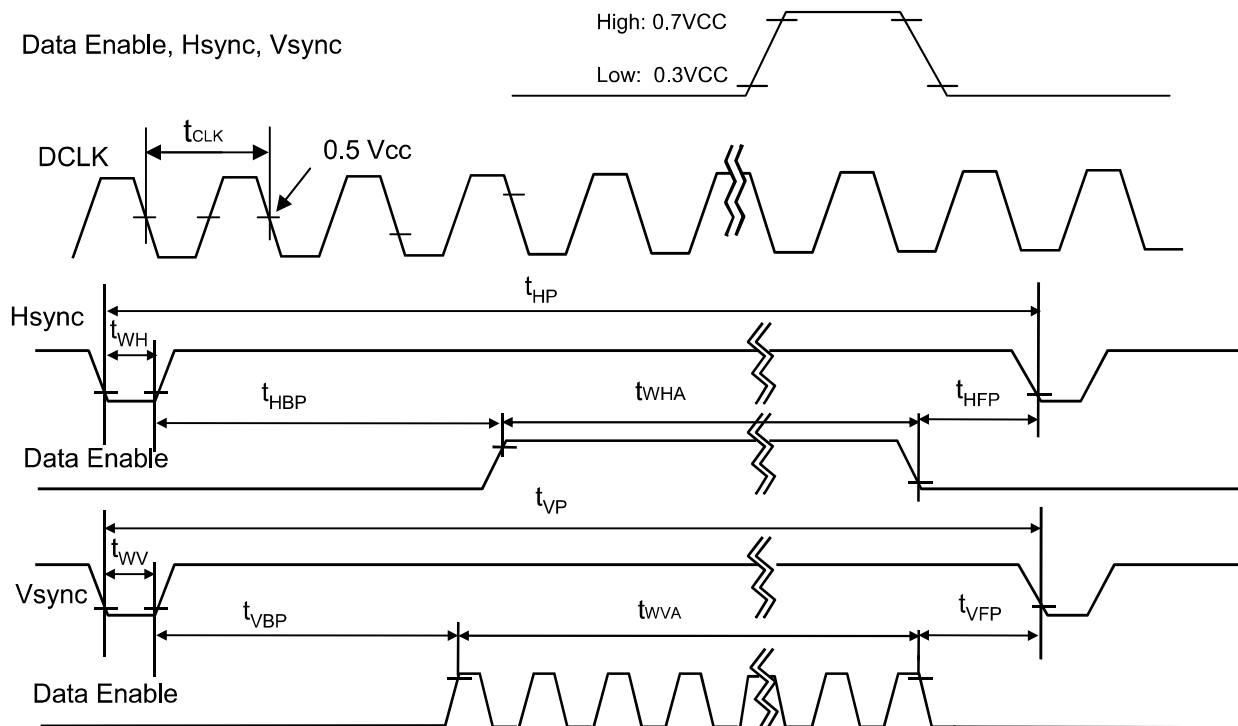 High: 0.7VCC
Data Enable, Hsync, Vsync
Low: 0.3VCC
tCLK
DCLK
0.5 Vcc
tHP
Hsync
tWH
tHBP
tWHA
tHFP
Data Enable
tVP
tWV
Vsync
tVBP
tWVA
tVFP
Data Enable